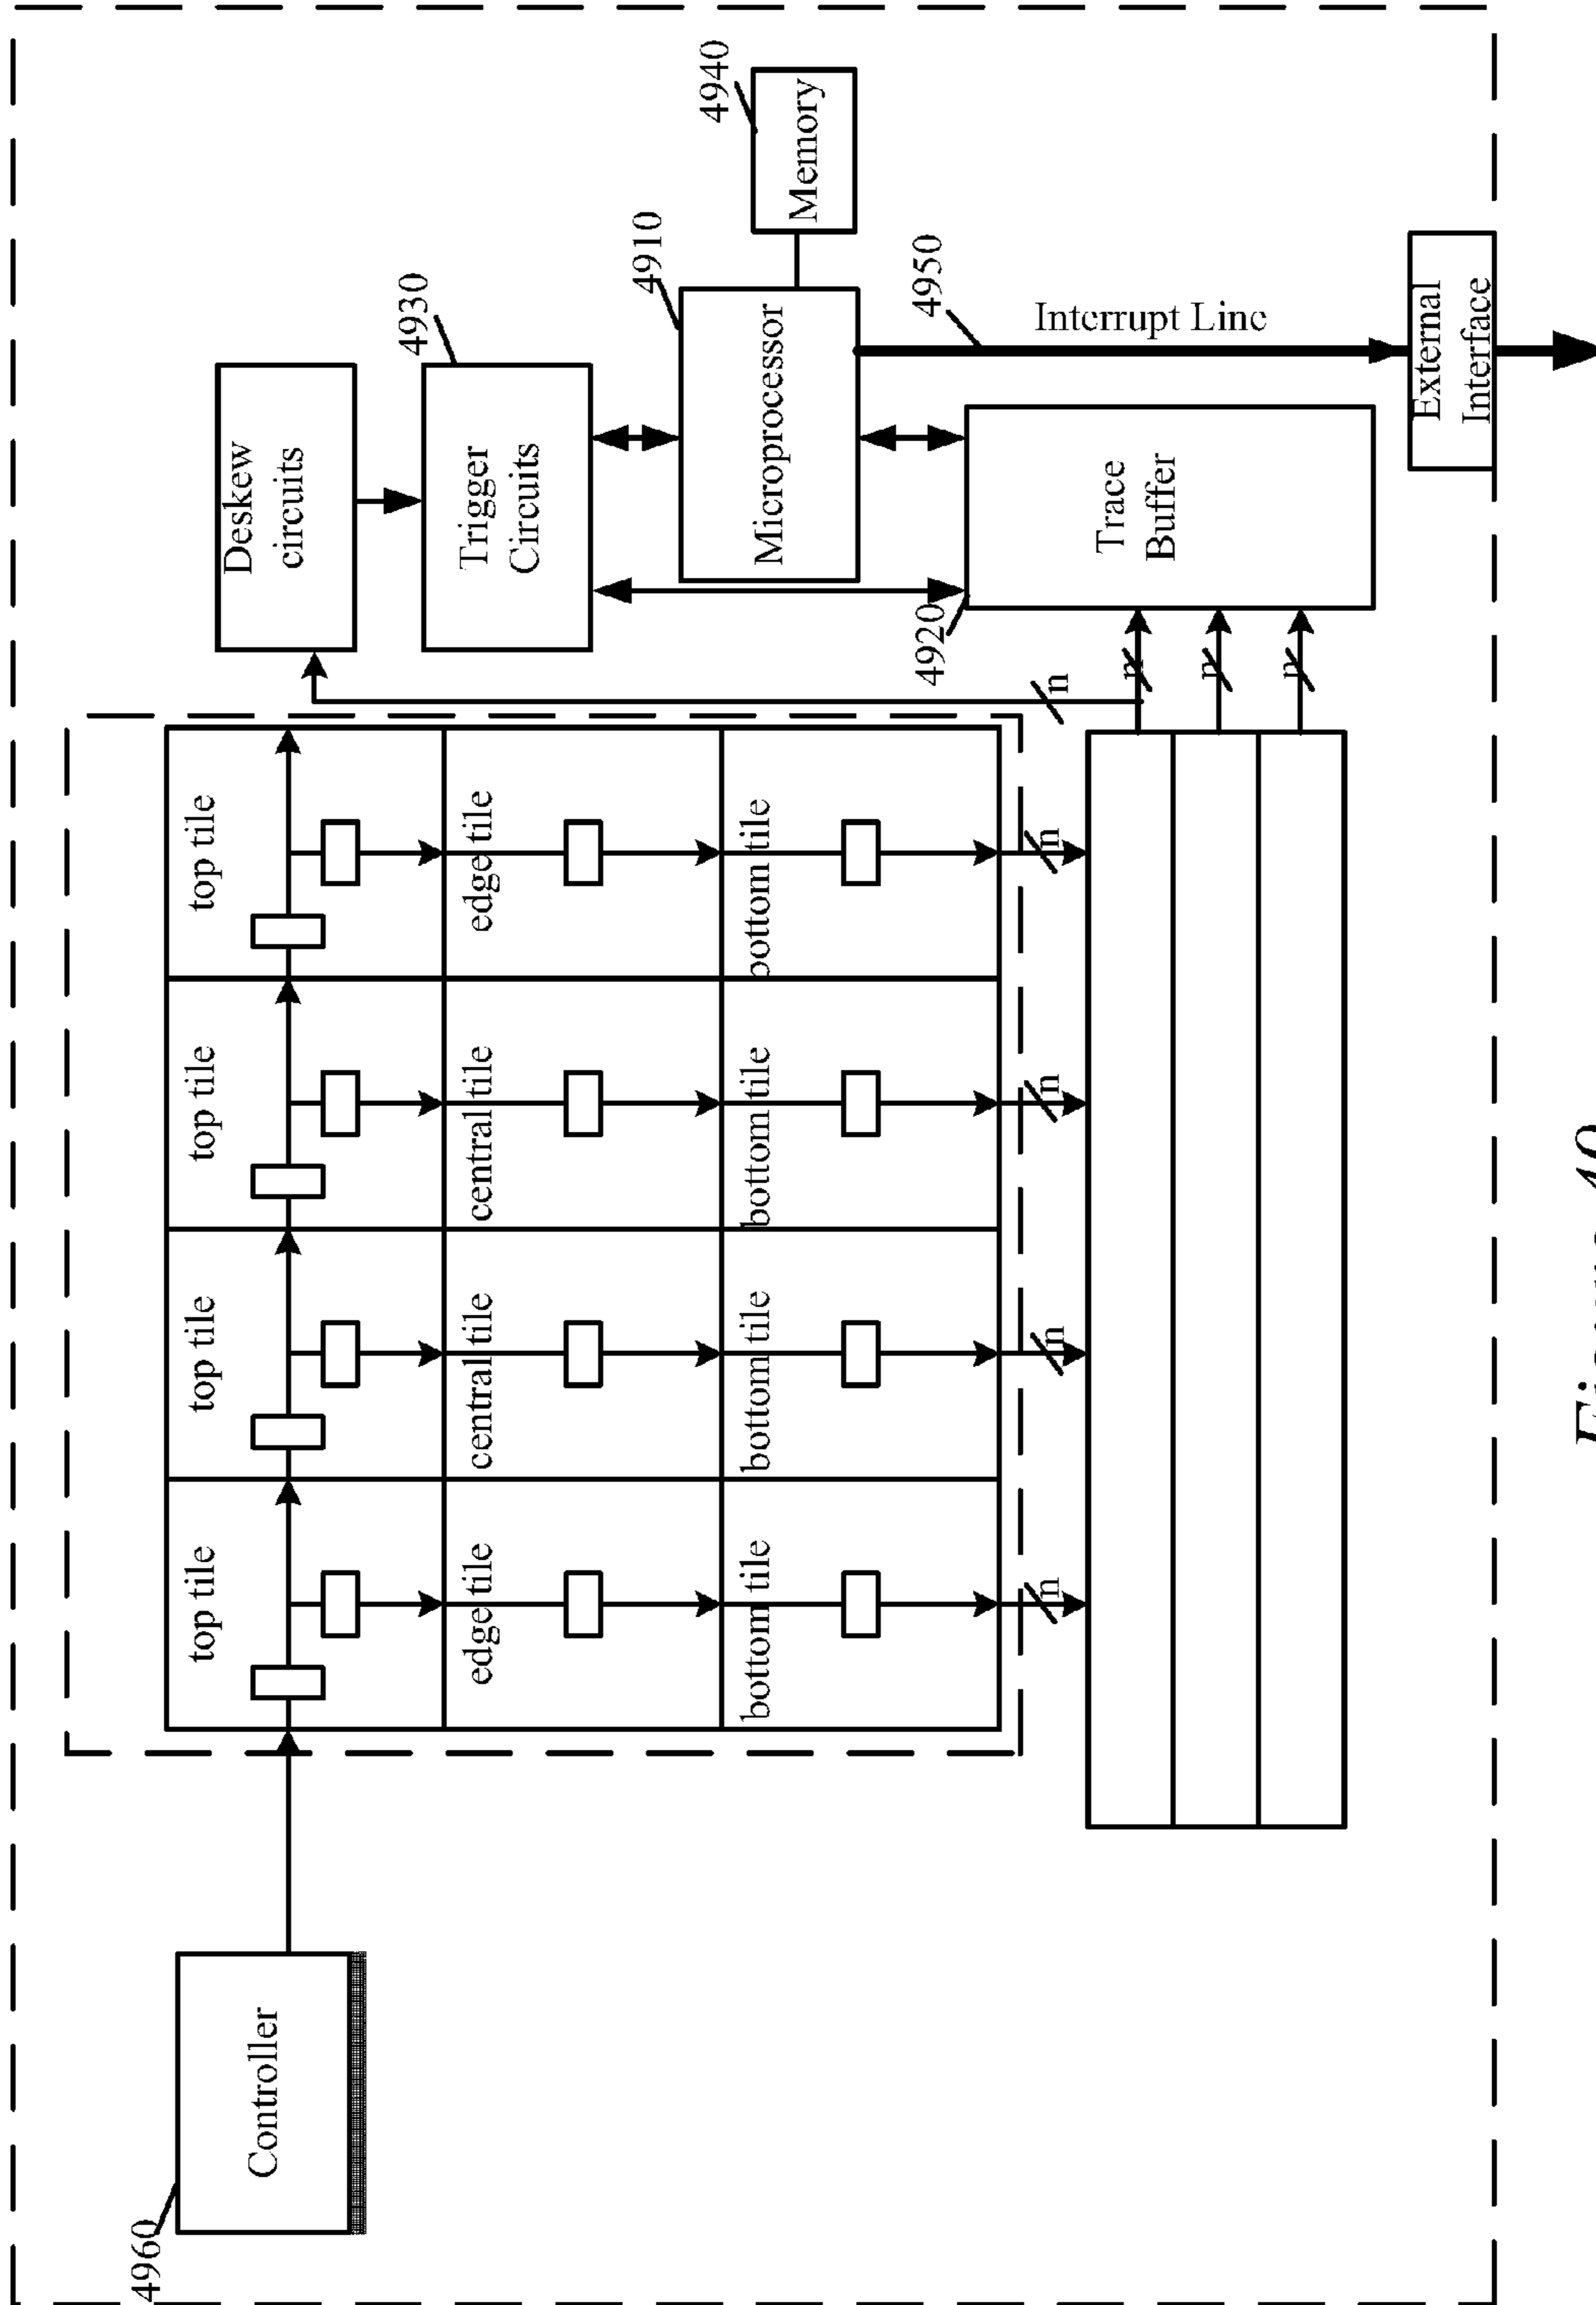 4960
Controller
top tile
top tile
top tile
top tile
Deskew
circuits
4930
Trigger
Circuits
edge tile
central tile
central tile
edge tile
4910
Microprocessor
4940
Memory
bottom tile
bottom tile
bottom tile
bottom tile
4920
4950
Interrupt Line
n
n
n
n
n
n
n
n
Trace
Buffer
External
Interface
Figure 49